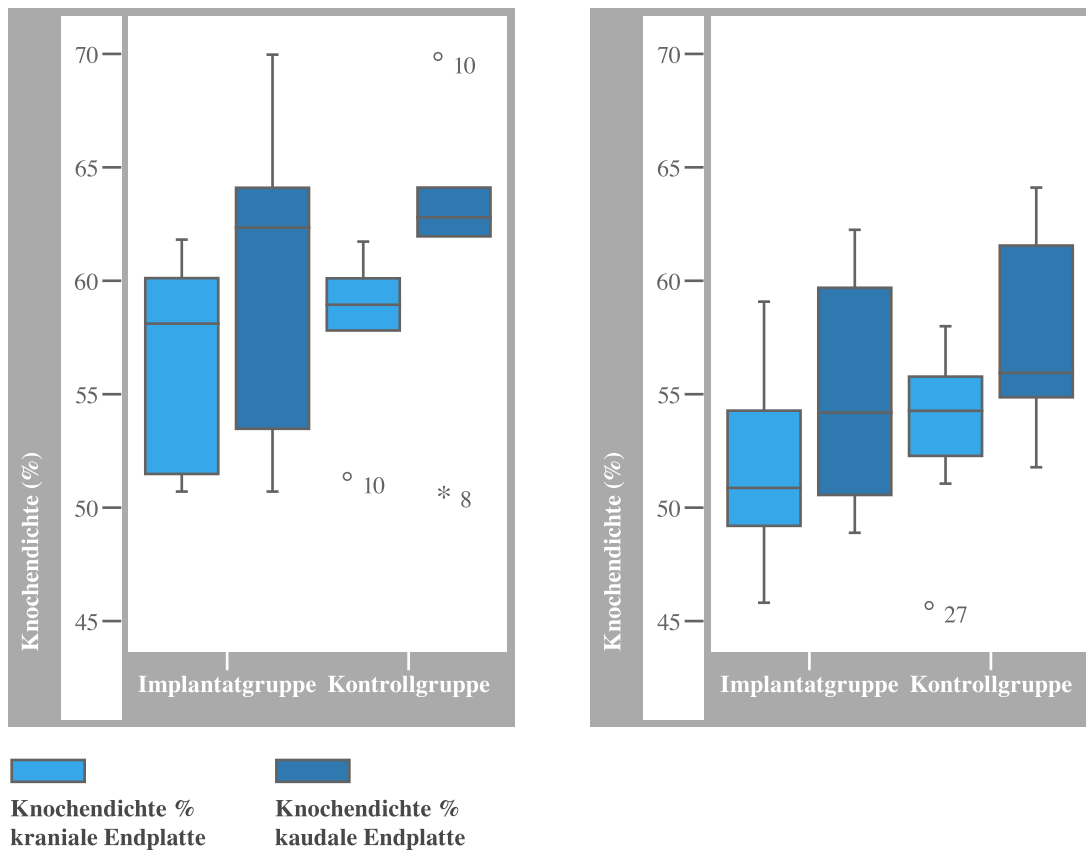 Knochendichte (%)
70
65
60
55
50
45
10
10
* 8
Implantatgruppe
Kontrollgruppe
Knochendichte (%)
70
65
60
55
50
45
27
Implantatgruppe
Kontrollgruppe
Knochendichte %
kraniale Endplatte
Knochendichte %
kaudale Endplatte